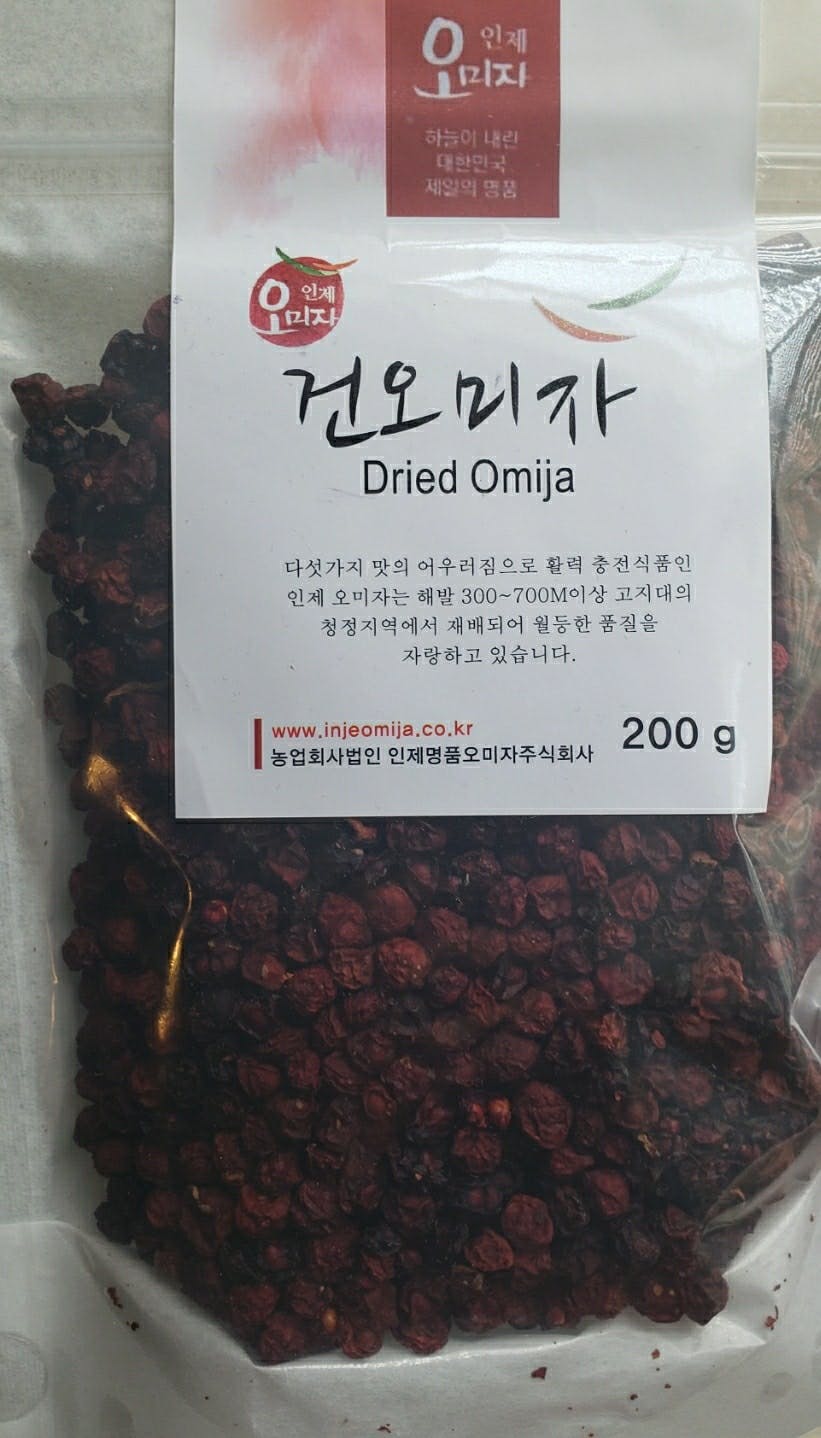 인제
오미자
하늘이 내린
대한민국
제일의 명품
인제
오미자
건오미자
Dried Omija
다섯가지 맛의 어우러짐으로 활력 충전식품인
인제 오미자는 해발 300~700M이상 고지대의
청정지역에서 재배되어 월등한 품질을
자랑하고 있습니다.
www.injeomija.co.kr
농업회사법인 인제명품오미자주식회사
200 g